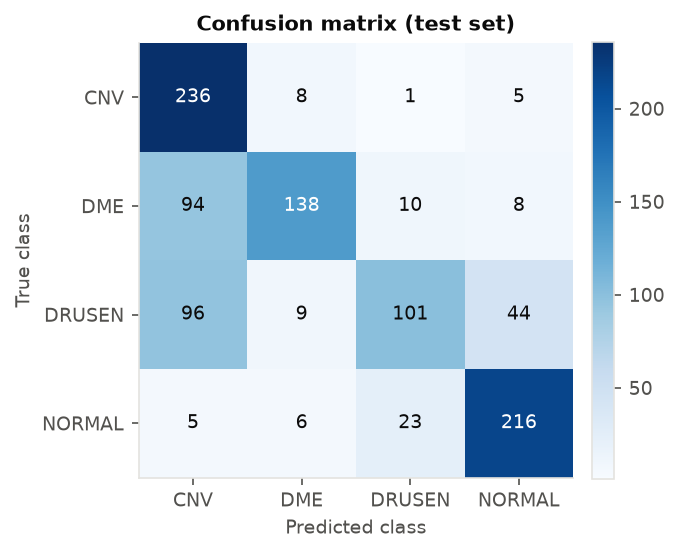 Confusion matrix (test set)
CNV 236 8 1 5
DME 94 138 10 8
DRUSEN 96 9 101 44
NORMAL 5 6 23 216
CNV DME DRUSEN NORMAL
Predicted class
True class
200
150
100
50